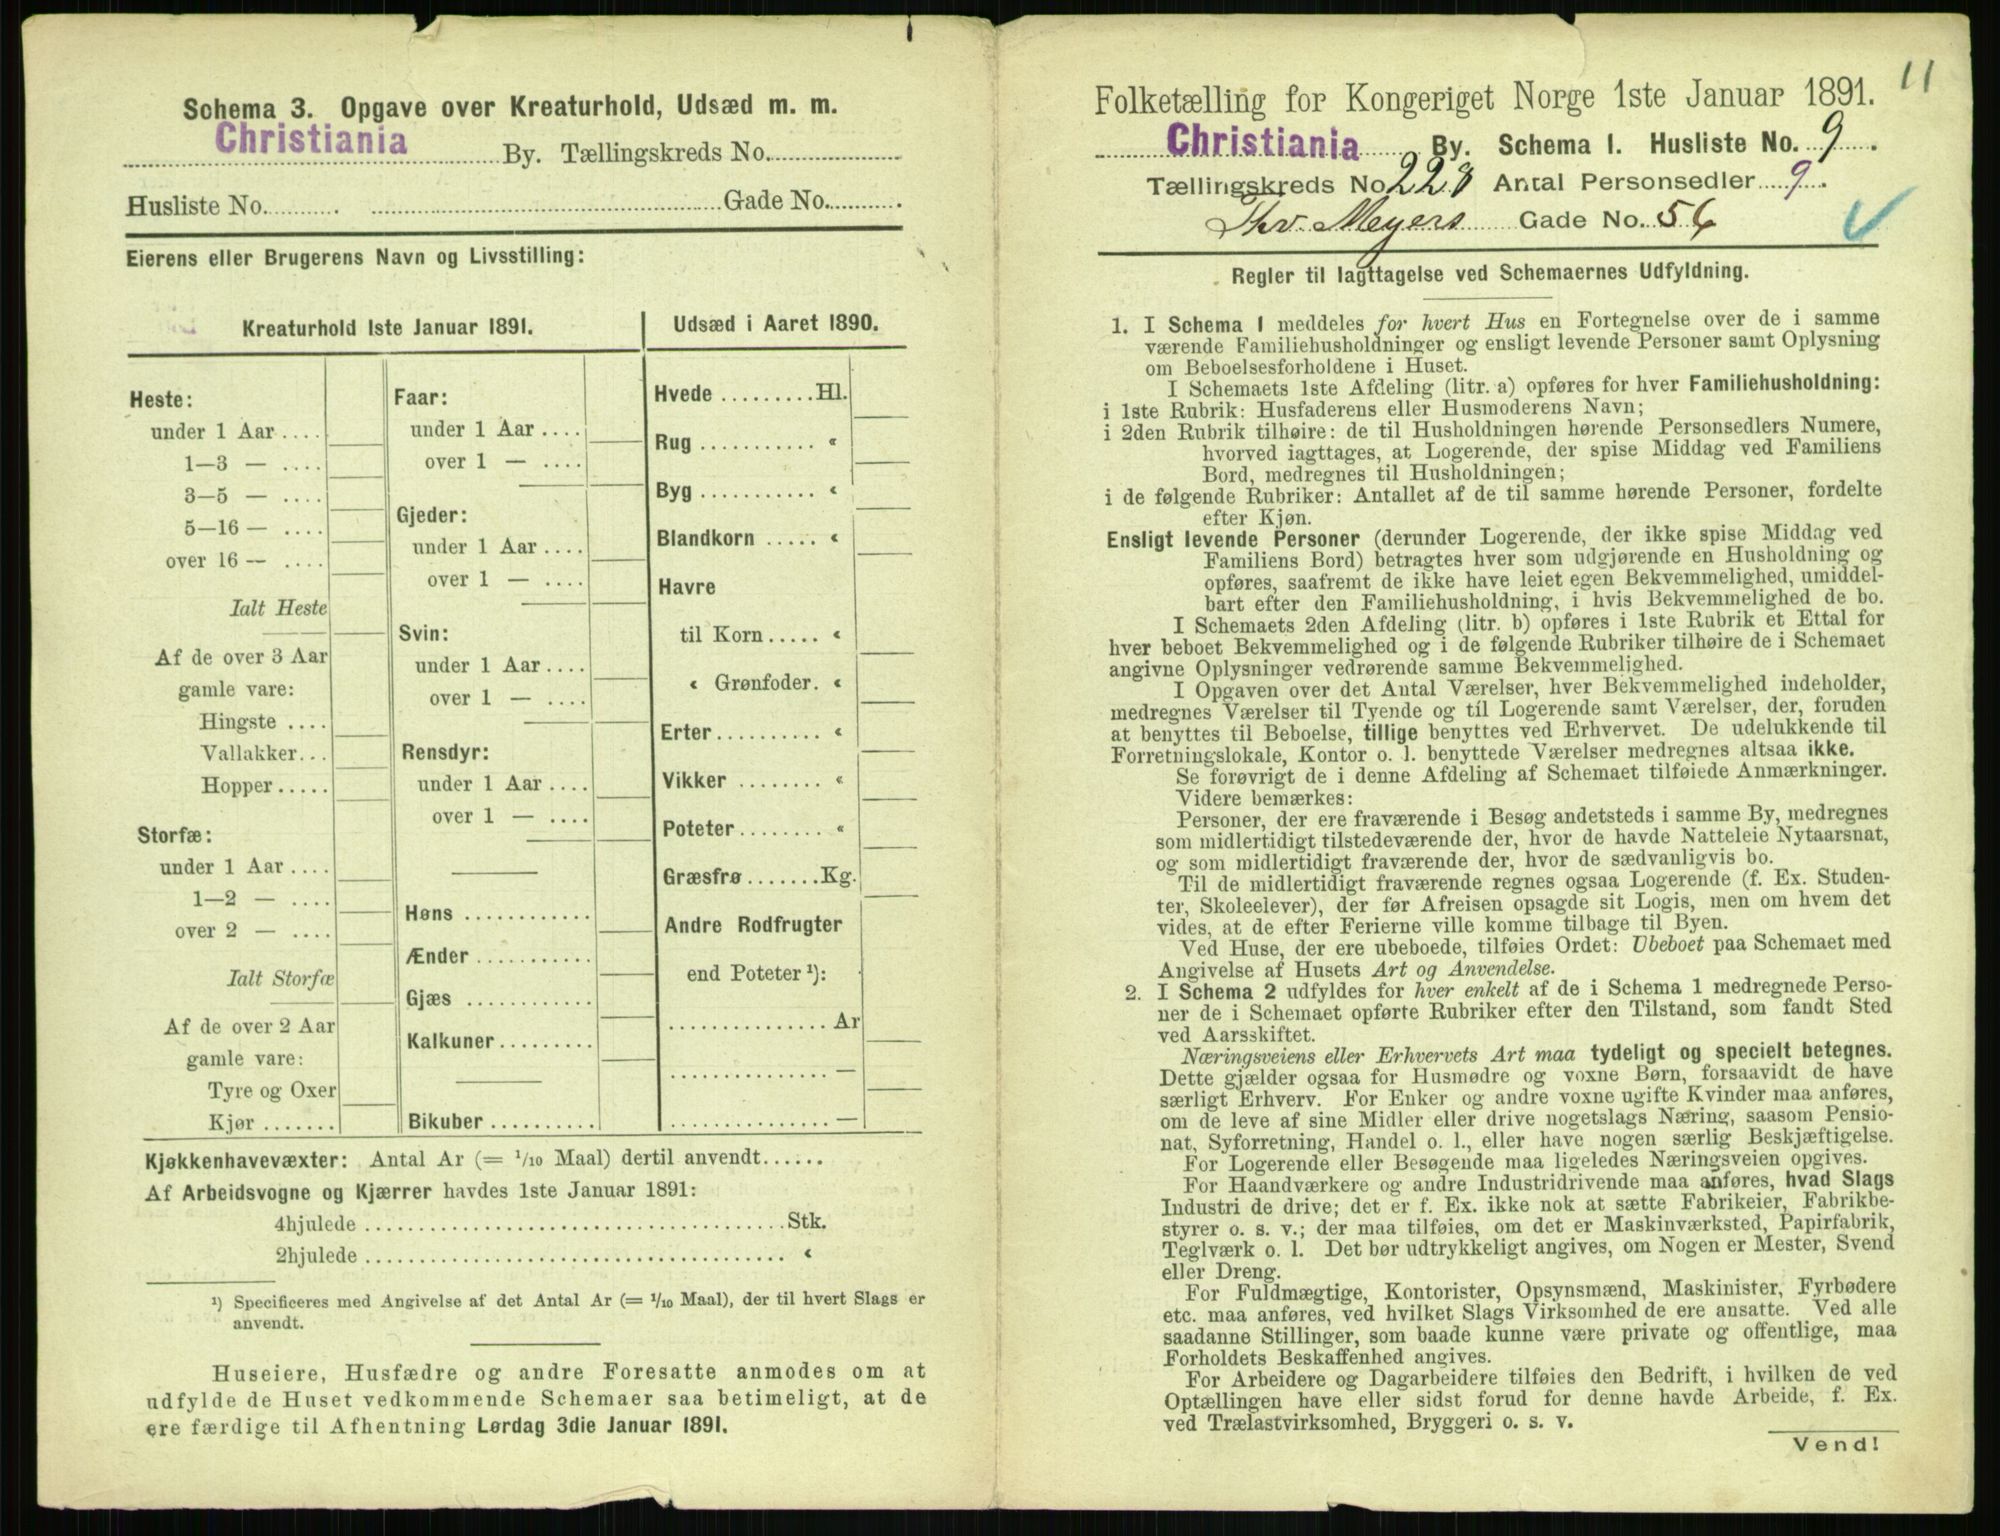 Schema 3. Opgave over Kreaturhold, Udsæd m. m.
Christiania By. Tællingskreds No.
Husliste No. Gade No.
Eierens eller Brugerens Navn og Livsstilling:
Kreaturhold 1ste Januar 1891.
Heste:
under 1 Aar ....
1—3 — ....
3—5 — ....
5—16 — ....
over 16 — ....
Ialt Heste
Af de over 3 Aar
gamle vare:
Hingste ....
Vallakker...
Hopper.....
Storfæ:
under 1 Aar ....
1—2 — ....
over 2 — ....
Ialt Storfæ
Af de over 2 Aar
gamle vare:
Tyre og Oxer
Kjør .......
Faar:
under 1 Aar ....
over 1 — ....
Gjeder:
under 1 Aar ....
over 1 — ....
Svin:
under 1 Aar ....
over 1 — ....
Rensdyr:
under 1 Aar ....
over 1 — ....
Høns ............
Ænder ...........
Gjæs ............
Kalkuner.........
Bikuber ..........
Udsæd i Aaret 1890.
Hvede .........Hl.
Rug ........... «
Byg ........... «
Blandkorn ..... «
Havre
til Korn ..... «
« Grønfoder. «
Erter.......... «
Vikker ........ «
Poteter........ «
Græsfrø.......Kg.
Andre Rodfrugter
end Poteter ¹):
............... Ar
............... —
............... —
Kjøkkenhavevæxter: Antal Ar (= 1/10 Maal) dertil anvendt......
Af Arbeidsvogne og Kjærrer havdes 1ste Januar 1891:
4hjulede ........................................Stk.
2hjulede ........................................ «
¹) Specificeres med Angivelse af det Antal Ar (= 1/10 Maal), der til hvert Slags er
anvendt.
Huseiere, Husfædre og andre Foresatte anmodes om at
udfylde de Huset vedkommende Schemaer saa betimeligt, at de
ere færdige til Afhentning Lørdag 3die Januar 1891.
11
Folketælling for Kongeriget Norge 1ste Januar 1891.
Christiania By. Schema I. Husliste No. 9.
Tællingskreds No 228 Antal Personsedler 9.
Thv. Meyers Gade No. 56
Regler til Iagttagelse ved Schemaernes Udfyldning.
1. I Schema 1 meddeles for hvert Hus en Fortegnelse over de i samme
værende Familiehusholdninger og ensligt levende Personer samt Oplysning
om Beboelsesforholdene i Huset.
I Schemaets 1ste Afdeling (litr. a) opføres for hver Familiehusholdning:
i 1ste Rubrik: Husfaderens eller Husmoderens Navn;
i 2den Rubrik tilhøire: de til Husholdningen hørende Personsedlers Numere,
hvorved iagttages, at Logerende, der spise Middag ved Familiens
Bord, medregnes til Husholdningen;
i de følgende Rubriker: Antallet af de til samme hørende Personer, fordelte
efter Kjøn.
Ensligt levende Personer (derunder Logerende, der ikke spise Middag ved
Familiens Bord) betragtes hver som udgjørende en Husholdning og
opføres, saafremt de ikke have leiet egen Bekvemmelighed, umiddel-
bart efter den Familiehusholdning, i hvis Bekvemmelighed de bo.
I Schemaets 2den Afdeling (litr. b) opføres i 1ste Rubrik et Ettal for
hver beboet Bekvemmelighed og i de følgende Rubriker tilhøire de i Schemaet
angivne Oplysninger vedrørende samme Bekvemmelighed.
I Opgaven over det Antal Værelser, hver Bekvemmelighed indeholder,
medregnes Værelser til Tyende og til Logerende samt Værelser, der, foruden
at benyttes til Beboelse, tillige benyttes ved Erhvervet. De udelukkende til
Forretningslokale, Kontor o. l. benyttede Værelser medregnes altsaa ikke.
Se forøvrigt de i denne Afdeling af Schemaet tilføiede Anmærkninger.
Videre bemærkes:
Personer, der ere fraværende i Besøg andetsteds i samme By, medregnes
som midlertidigt tilstedeværende der, hvor de havde Natteleie Nytaarsnat,
og som midlertidigt fraværende der, hvor de sædvanligvis bo.
Til de midlertidigt fraværende regnes ogsaa Logerende (f. Ex. Studen-
ter, Skoleelever), der før Afreisen opsagde sit Logis, men om hvem det
vides, at de efter Ferierne ville komme tilbage til Byen.
Ved Huse, der ere ubeboede, tilføies Ordet: Ubeboet paa Schemaet med
Angivelse af Husets Art og Anvendelse.
2. I Schema 2 udfyldes for hver enkelt af de i Schema 1 medregnede Perso-
ner de i Schemaet opførte Rubriker efter den Tilstand, som fandt Sted
ved Aarsskiftet.
Næringsveiens eller Erhvervets Art maa tydeligt og specielt betegnes.
Dette gjælder ogsaa for Husmødre og voxne Børn, forsaavidt de have
særligt Erhverv. For Enker og andre voxne ugifte Kvinder maa anføres,
om de leve af sine Midler eller drive nogetslags Næring, saasom Pensio-
nat, Syforretning, Handel o. l., eller have nogen særlig Beskjæftigelse.
For Logerende eller Besøgende maa ligeledes Næringsveien opgives.
For Haandværkere og andre Industridrivende maa anføres, hvad Slags
Industri de drive; det er f. Ex. ikke nok at sætte Fabrikeier, Fabrikbe-
styrer o. s. v.; der maa tilføies, om det er Maskinværksted, Papirfabrik,
Teglværk o. l. Det bør udtrykkeligt angives, om Nogen er Mester, Svend
eller Dreng.
For Fuldmægtige, Kontorister, Opsynsmænd, Maskinister, Fyrbødere
etc. maa anføres, ved hvilket Slags Virksomhed de ere ansatte. Ved alle
saadanne Stillinger, som baade kunne være private og offentlige, maa
Forholdets Beskaffenhed angives.
For Arbeidere og Dagarbeidere tilføies den Bedrift, i hvilken de ved
Optællingen have eller sidst forud for denne havde Arbeide, f. Ex.
ved Trælastvirksomhed, Bryggeri o. s. v.
Vend!